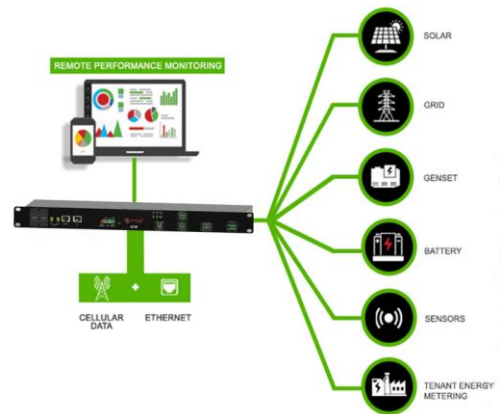 REMOTE PERFORMANCE MONITORING
SOLAR
GRID
GENSET
BATTERY
SENSORS
TENANT ENERGY
METERING
CELLULAR
DATA
ETHERNET